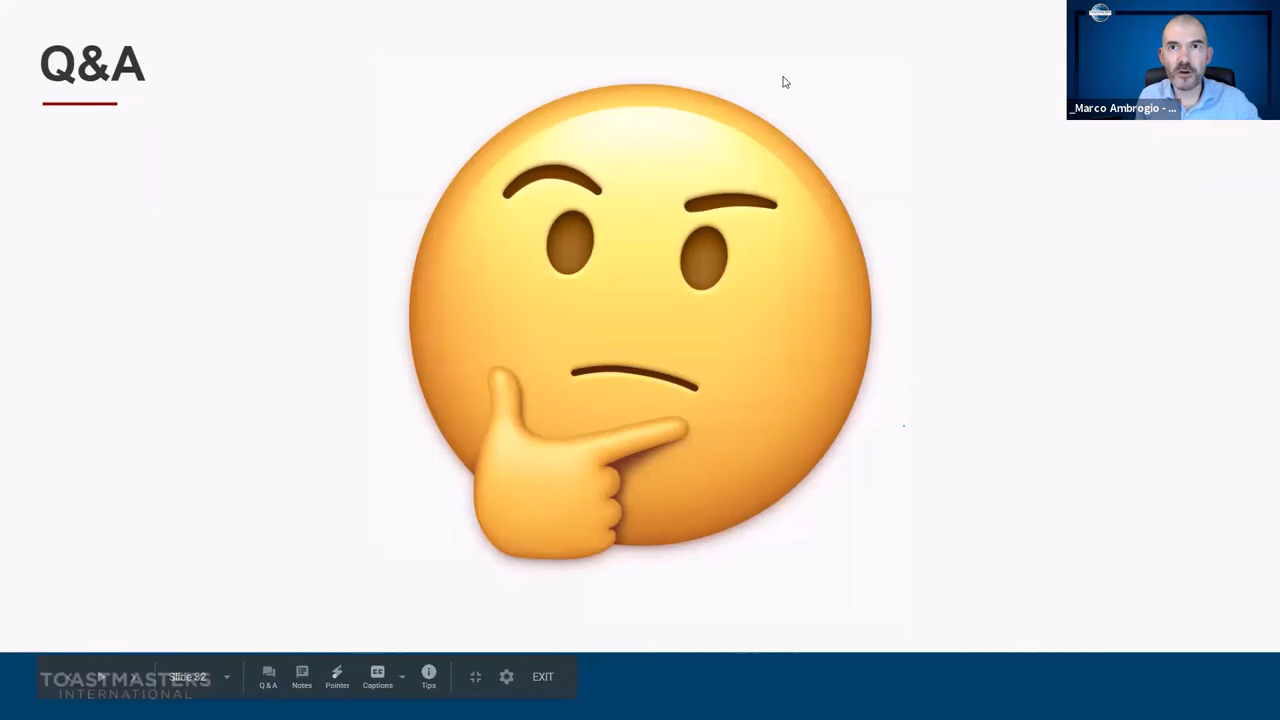 Q&A
_Marco Ambrogio - ...
Slide 32
Q&A
Notes
Pointer
Captions
Tips
EXIT
TOASTMASTERS
INTERNATIONAL